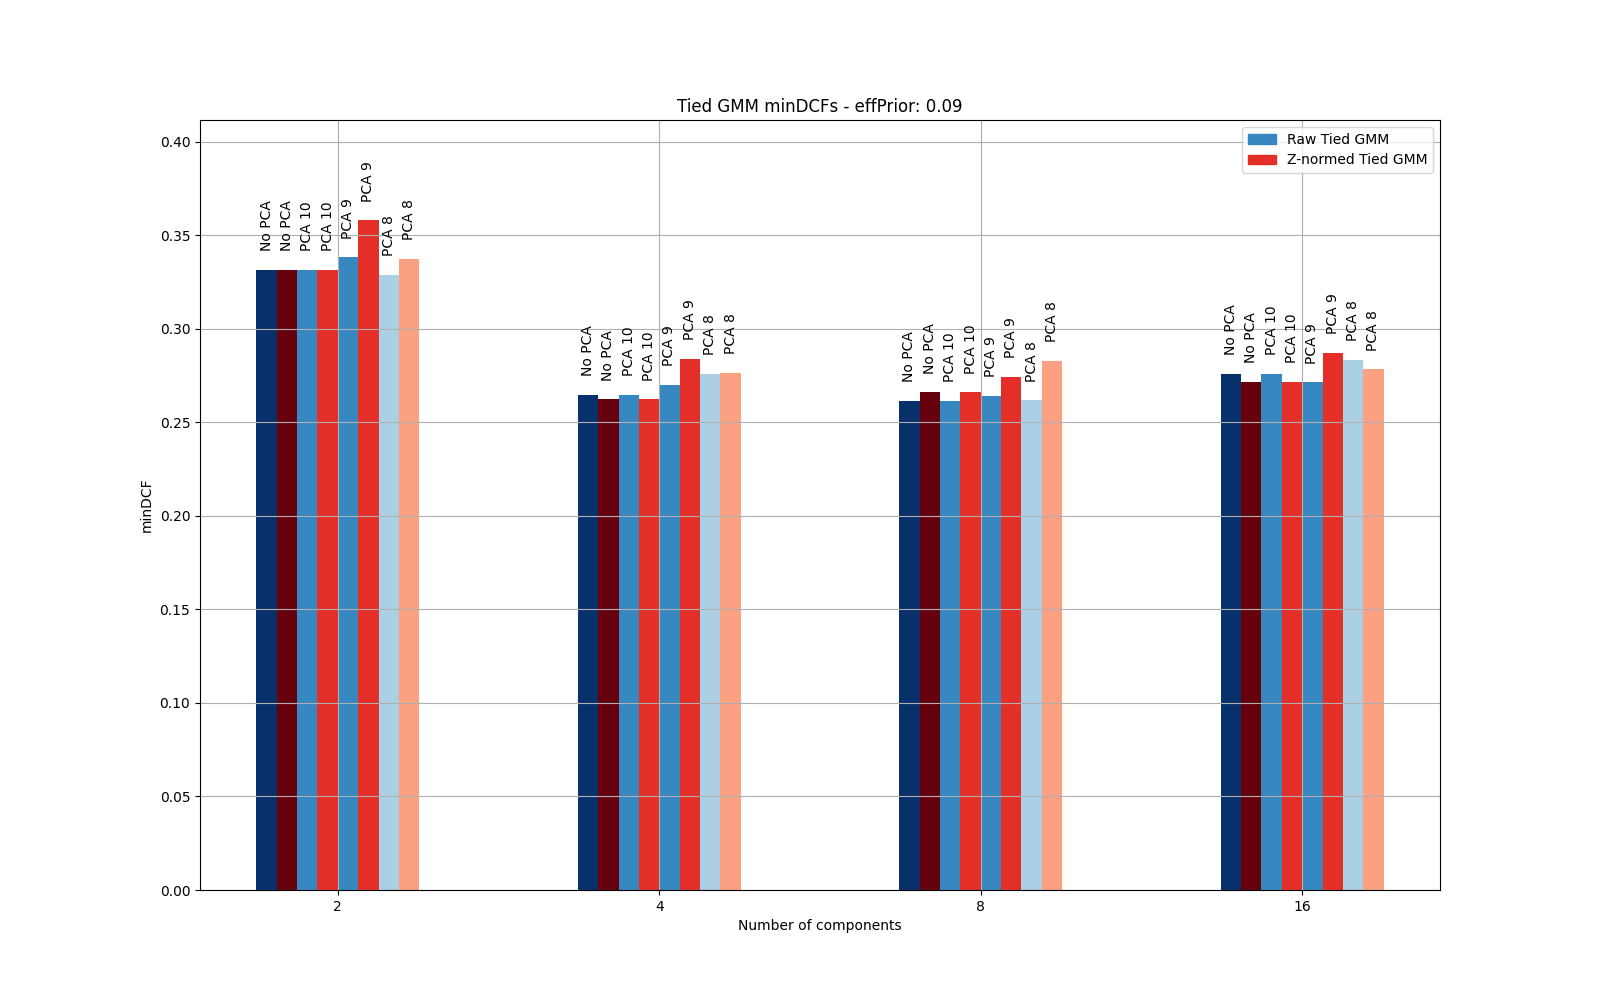 Tied GMM minDCFs - effPrior: 0.09
Raw Tied GMM
Z-normed Tied GMM
0.40
0.35
0.30
0.25
0.20
0.15
0.10
0.05
0.00
minDCF
No PCA
No PCA
PCA 10
PCA 10
PCA 9
PCA 9
PCA 8
PCA 8
No PCA
No PCA
PCA 10
PCA 10
PCA 9
PCA 9
PCA 8
PCA 8
No PCA
No PCA
PCA 10
PCA 10
PCA 9
PCA 9
PCA 8
PCA 8
No PCA
No PCA
PCA 10
PCA 10
PCA 9
PCA 9
PCA 8
PCA 8
2
4
8
16
Number of components